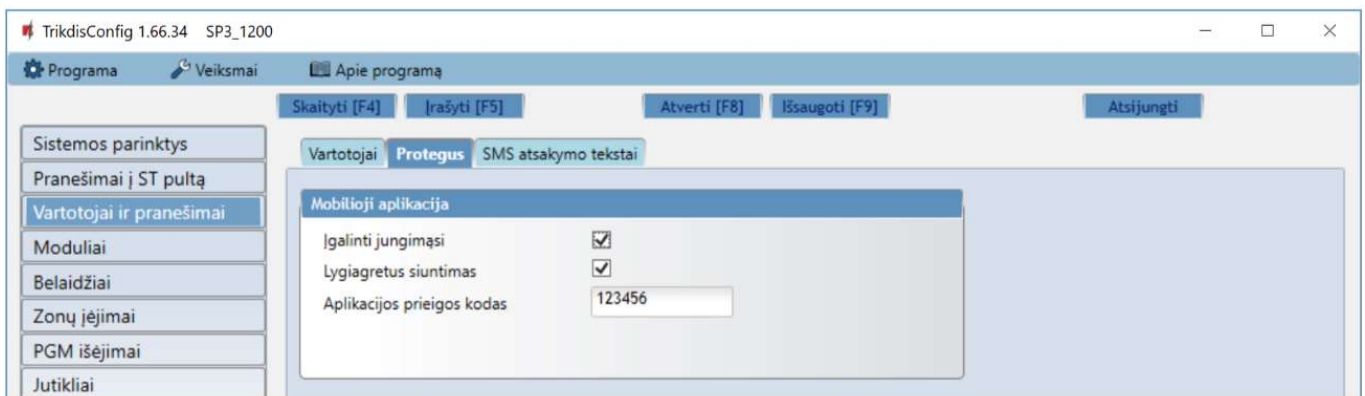 TrikdisConfig 1.66.34 SP3_1200
Programa Veiksmai Apie programą
Skaityti [F4] Įrašyti [F5] Atverti [F8] Išsaugoti [F9] Atsijungti
Sistemos parinktys
Pranešimai į ST pultą
Vartotojai ir pranešimai
Moduliai
Belaidžiai
Zonų įėjimai
PGM išėjimai
Jutikliai
Vartotojai Protegus SMS atsakymo tekstai
Mobilioji aplikacija
Įgalinti jungimąsi
Lygiagretus siuntimas
Aplikacijos prieigos kodas 123456